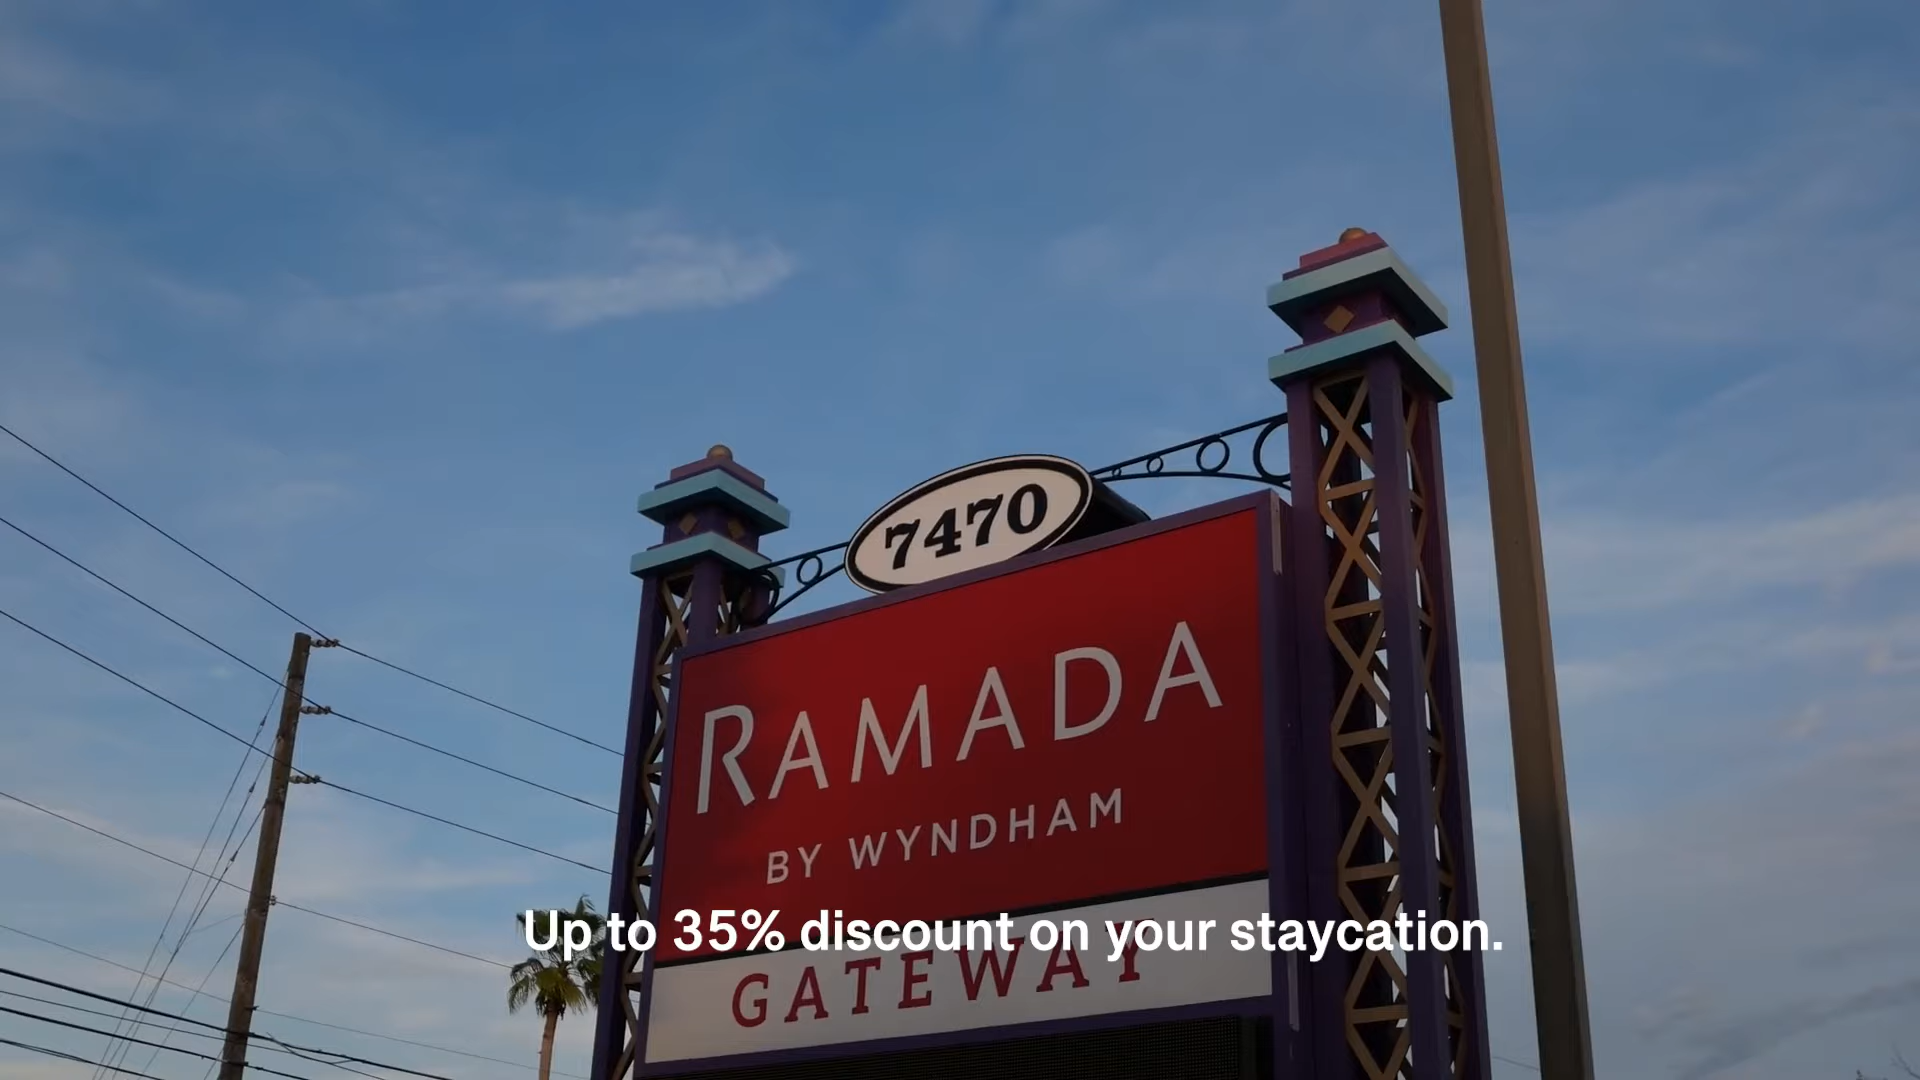 7470
RAMADA
BY WYNDHAM
Up to 35% discount on your staycation.
GATEWAY